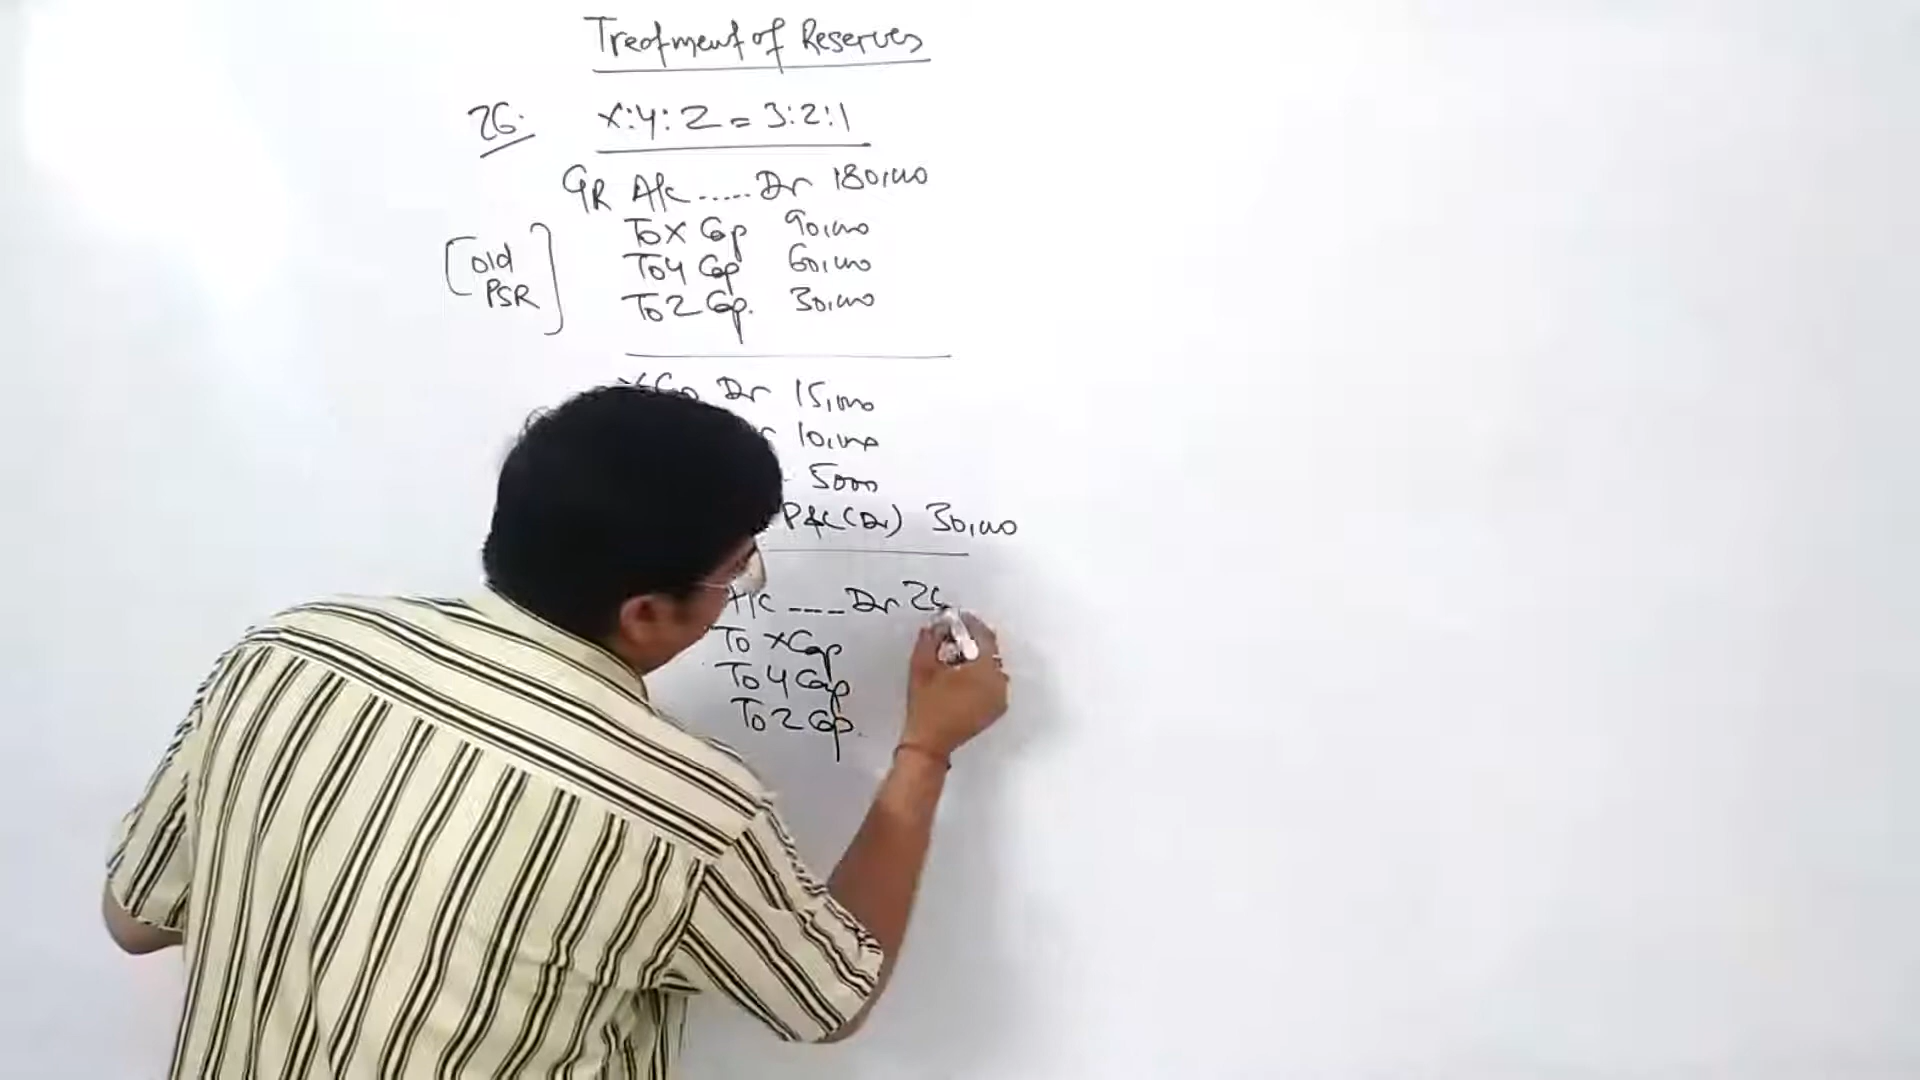 Treatment of Reserves
26. X:Y:Z = 3:2:1
GR A/c ...... Dr 180,000
[old PSR] To X Cap 90,000
To Y Cap 60,000
To Z Cap. 30,000
X Cap Dr 15,000
10,000
5000
P&L (Dr) 30,000
A/c --- Dr
To X Cap
To Y Cap
To Z Cap.